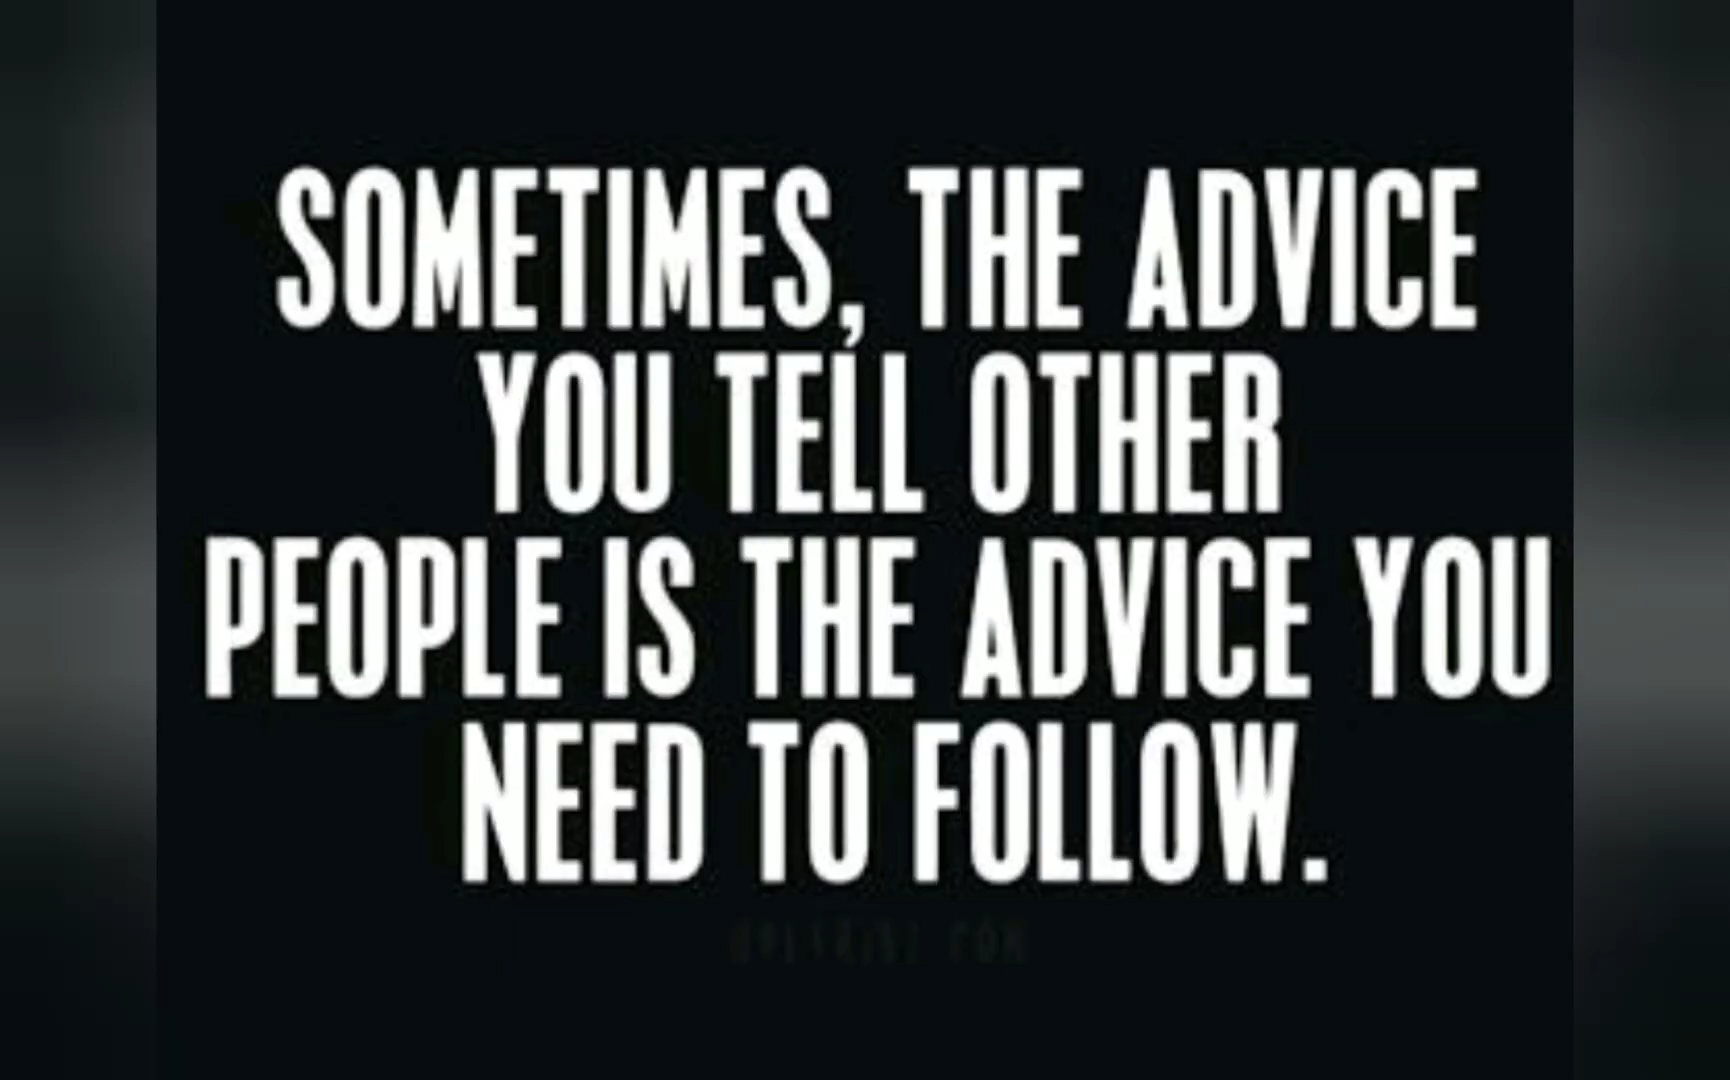 SOMETIMES, THE ADVICE
YOU TELL OTHER
PEOPLE IS THE ADVICE YOU
NEED TO FOLLOW.